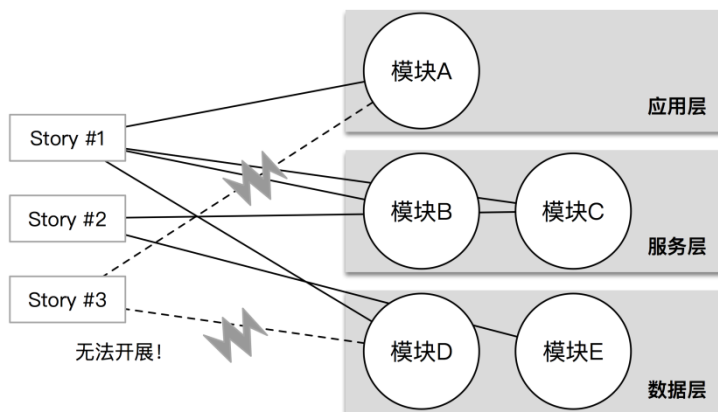 模块A
应用层
Story #1
模块B
模块C
Story #2
服务层
Story #3
模块D
模块E
无法开展！
数据层